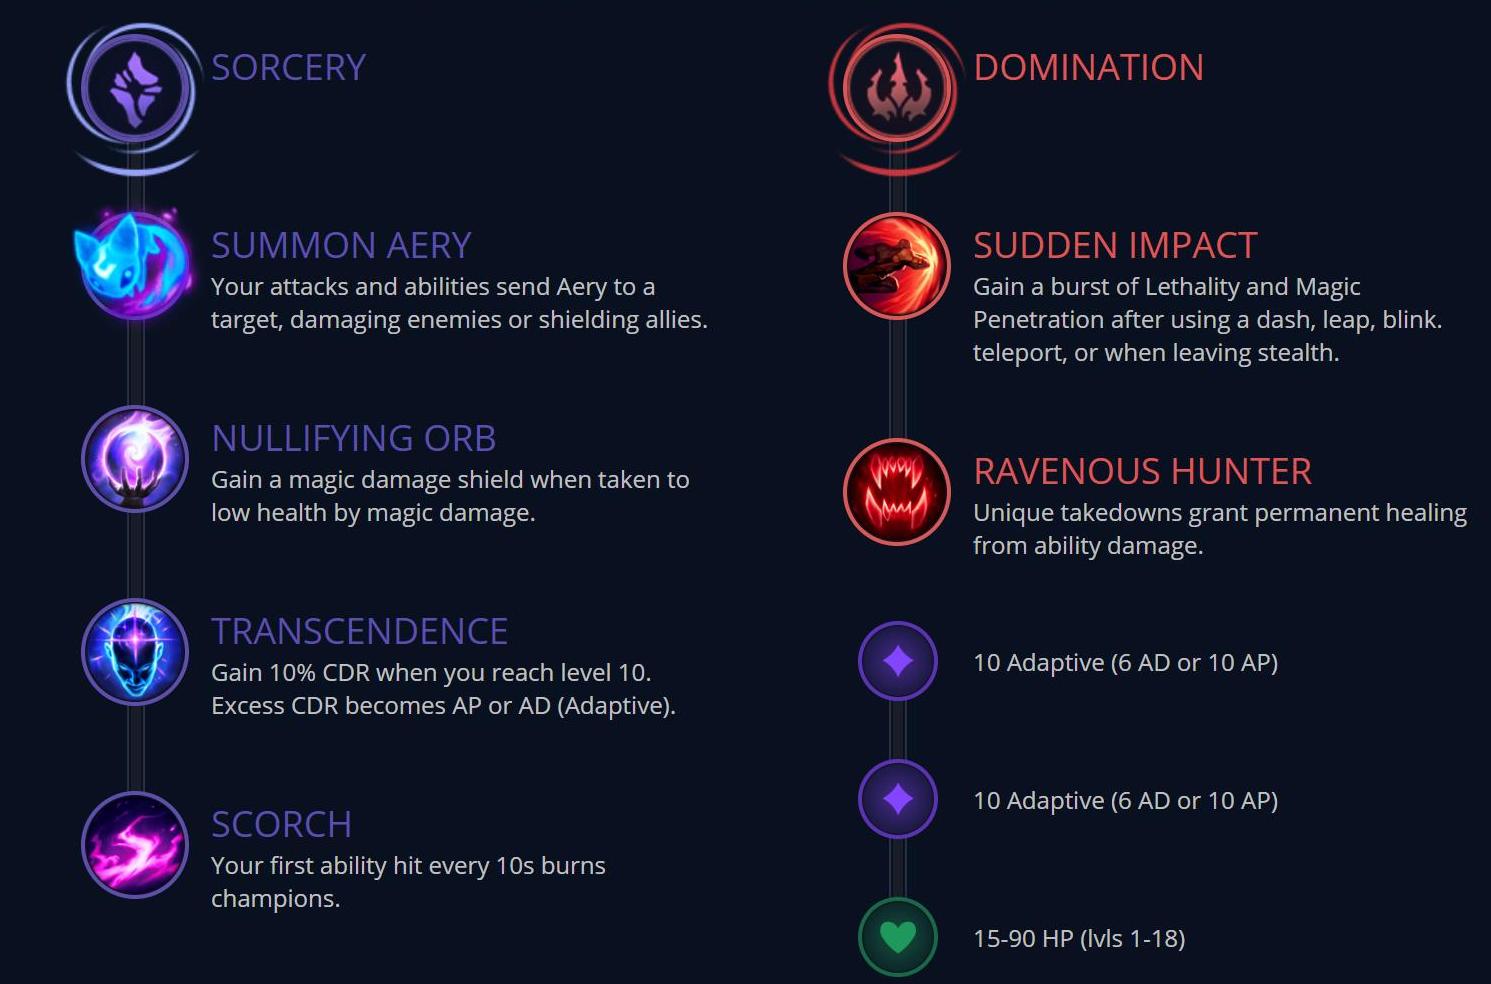 SORCERY
SUMMON AERY
Your attacks and abilities send Aery to a
target, damaging enemies or shielding allies.
NULLIFYING ORB
Gain a magic damage shield when taken to
low health by magic damage.
TRANSCENDENCE
Gain 10% CDR when you reach level 10.
Excess CDR becomes AP or AD (Adaptive).
SCORCH
Your first ability hit every 10s burns
champions.
DOMINATION
SUDDEN IMPACT
Gain a burst of Lethality and Magic
Penetration after using a dash, leap, blink.
teleport, or when leaving stealth.
RAVENOUS HUNTER
Unique takedowns grant permanent healing
from ability damage.
10 Adaptive (6 AD or 10 AP)
10 Adaptive (6 AD or 10 AP)
15-90 HP (lvls 1-18)